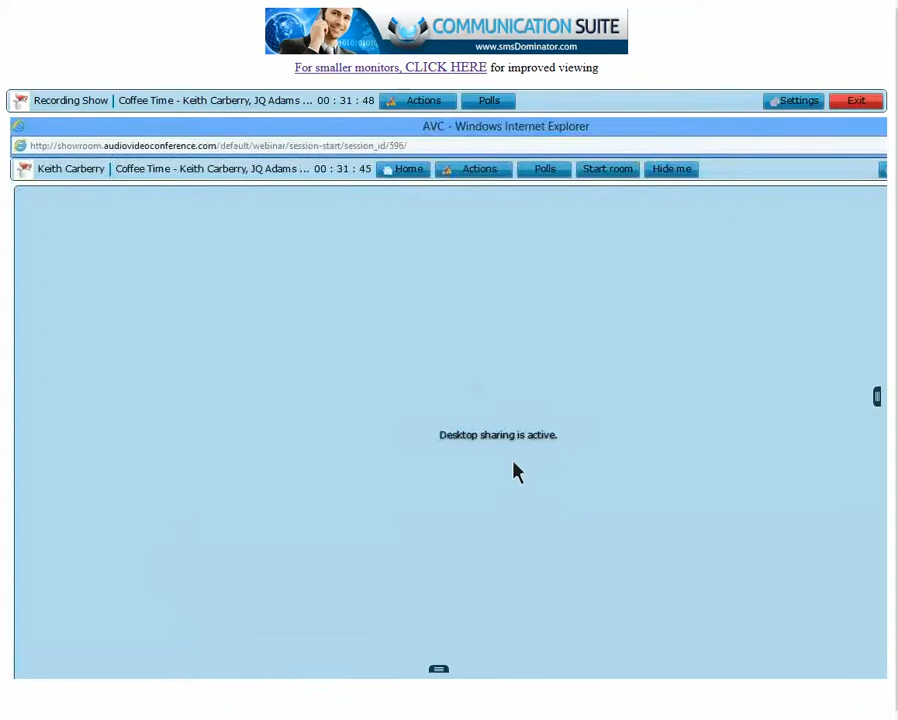 COMMUNICATION SUITE
www.smsDominator.com
For smaller monitors, CLICK HERE for improved viewing
Recording Show | Coffee Time - Keith Carberry, JQ Adams ... 00 : 31 : 48 Actions Polls Settings Exit
AVC - Windows Internet Explorer
http://showroom.audiovideoconference.com/default/webinar/session-start/session_id/596/
Keith Carberry | Coffee Time - Keith Carberry, JQ Adams ... 00 : 31 : 45 Home Actions Polls Start room Hide me
Desktop sharing is active.